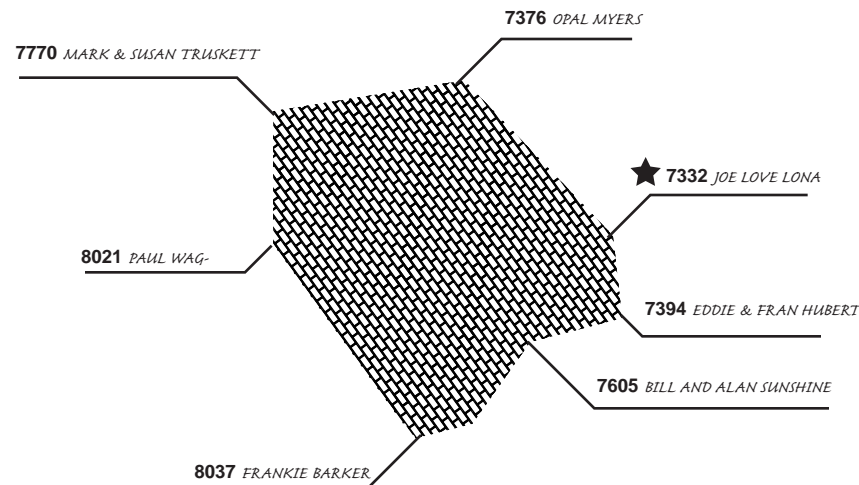 7376 OPAL MYERS
7770 MARK & SUSAN TRUSKETT
7332 JOE LOVE LONA
8021 PAUL WAG-
7394 EDDIE & FRAN HUBERT
7605 BILL AND ALAN SUNSHINE
8037 FRANKIE BARKER